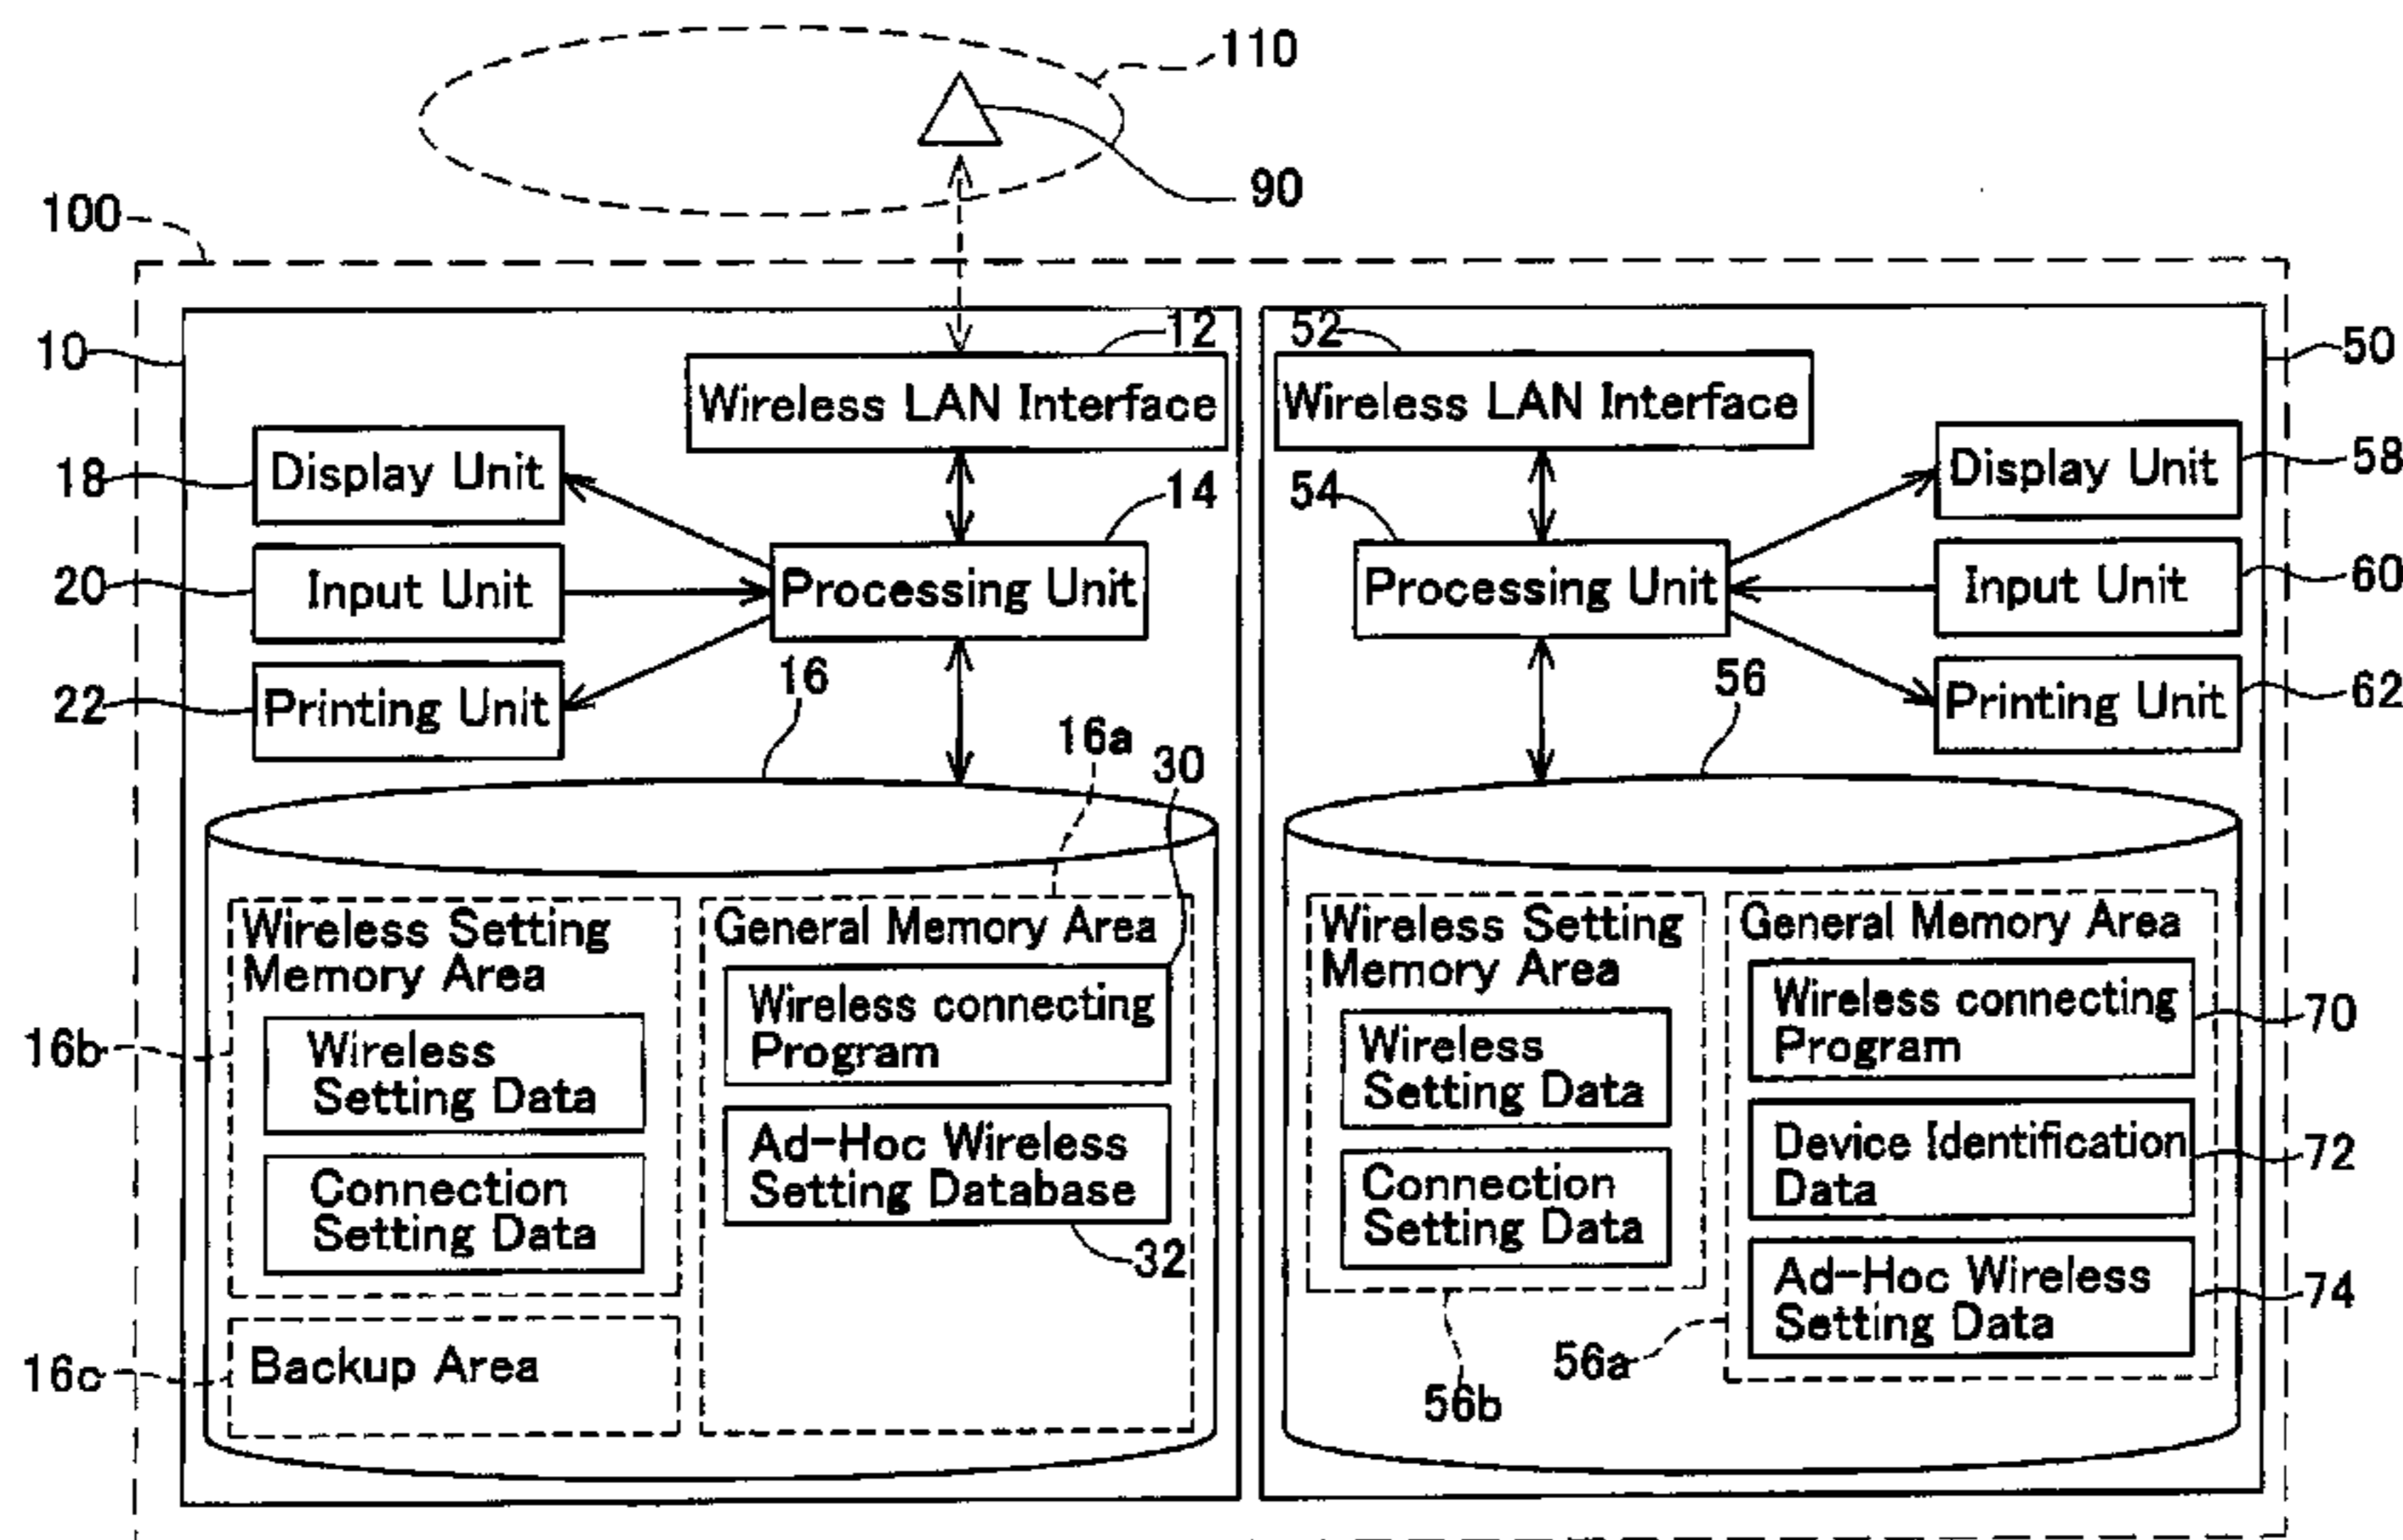 110
90
100
10
12
Wireless LAN Interface
18
Display Unit
14
20
Input Unit
Processing Unit
22
Printing Unit
16
16a
30
Wireless Setting
Memory Area
16b
Wireless
Setting Data
Connection
Setting Data
16c
Backup Area
General Memory Area
Wireless connecting
Program
Ad-Hoc Wireless
Setting Database
32
52
50
Wireless LAN Interface
58
Display Unit
54
60
Input Unit
Processing Unit
62
Printing Unit
56
Wireless Setting
Memory Area
Wireless
Setting Data
Connection
Setting Data
56b
General Memory Area
Wireless connecting
Program
70
Device Identification
Data
72
Ad-Hoc Wireless
Setting Data
74
56a